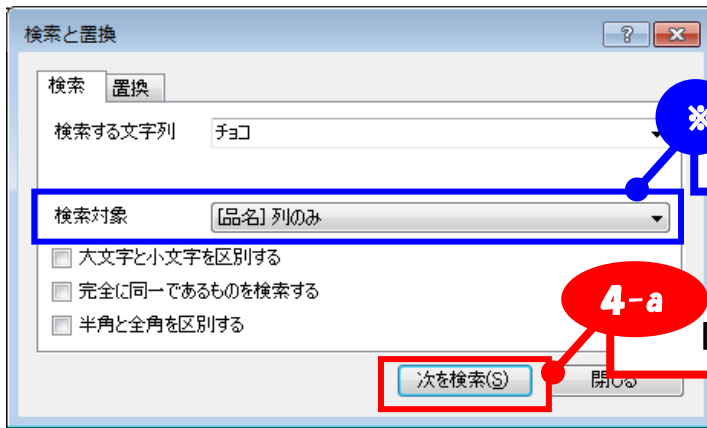 検索と置換
検索 置換
検索する文字列 チョコ
※
検索対象 [品名] 列のみ
大文字と小文字を区別する
完全に同一であるものを検索する
半角と全角を区別する
4-a
次を検索(S) 閉じる